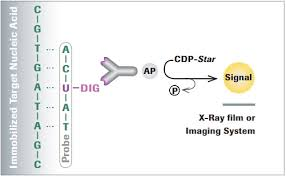 Immobilized Target Nucleic Acid
C
G
T
G
A
T
A
G
C
A
C
U
A
T
Probe
DIG
AP
CDP-Star
P
Signal
X-Ray film or
Imaging System